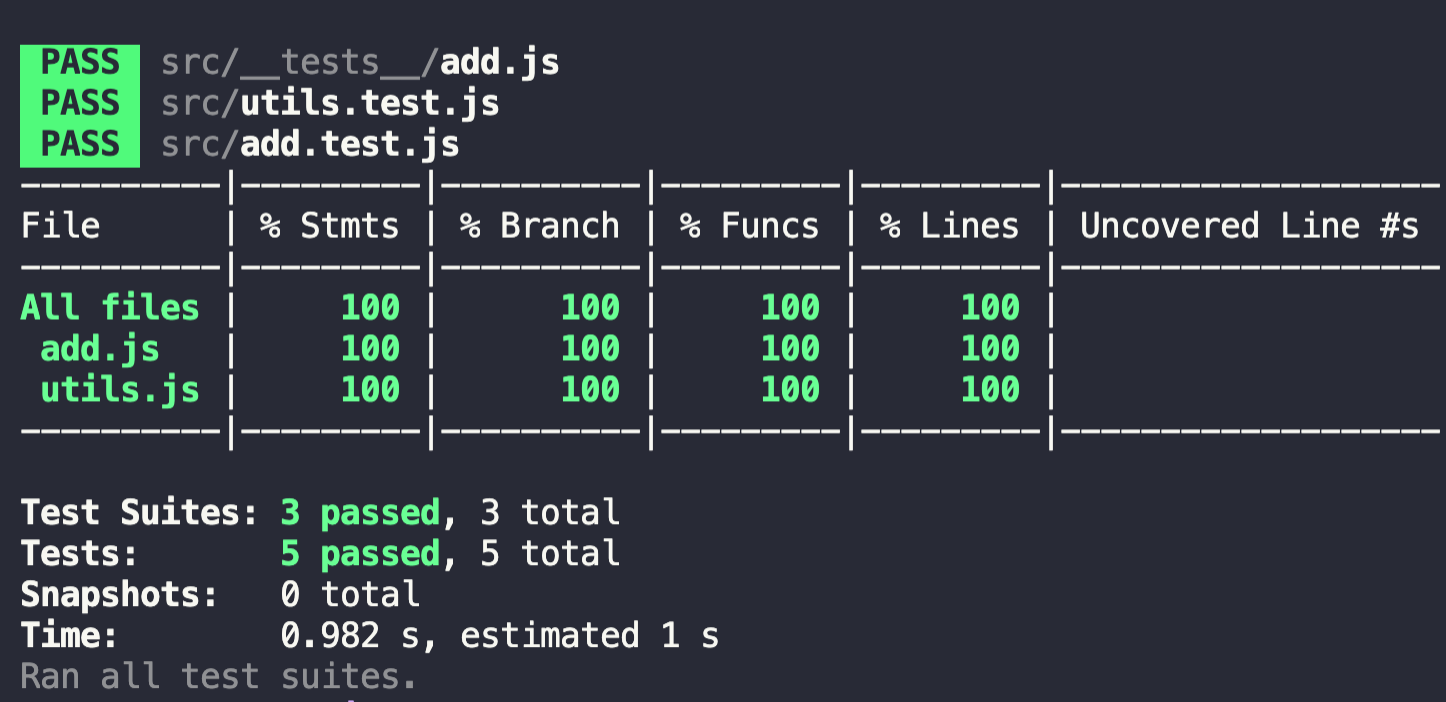 PASS src/__tests__/add.js
PASS src/utils.test.js
PASS src/add.test.js
----------|---------|----------|---------|---------|-------------------
File      | % Stmts | % Branch | % Funcs | % Lines | Uncovered Line #s
----------|---------|----------|---------|---------|-------------------
All files |     100 |      100 |     100 |     100 |
 add.js   |     100 |      100 |     100 |     100 |
 utils.js |     100 |      100 |     100 |     100 |
----------|---------|----------|---------|---------|-------------------
Test Suites: 3 passed, 3 total
Tests:       5 passed, 5 total
Snapshots:   0 total
Time:        0.982 s, estimated 1 s
Ran all test suites.